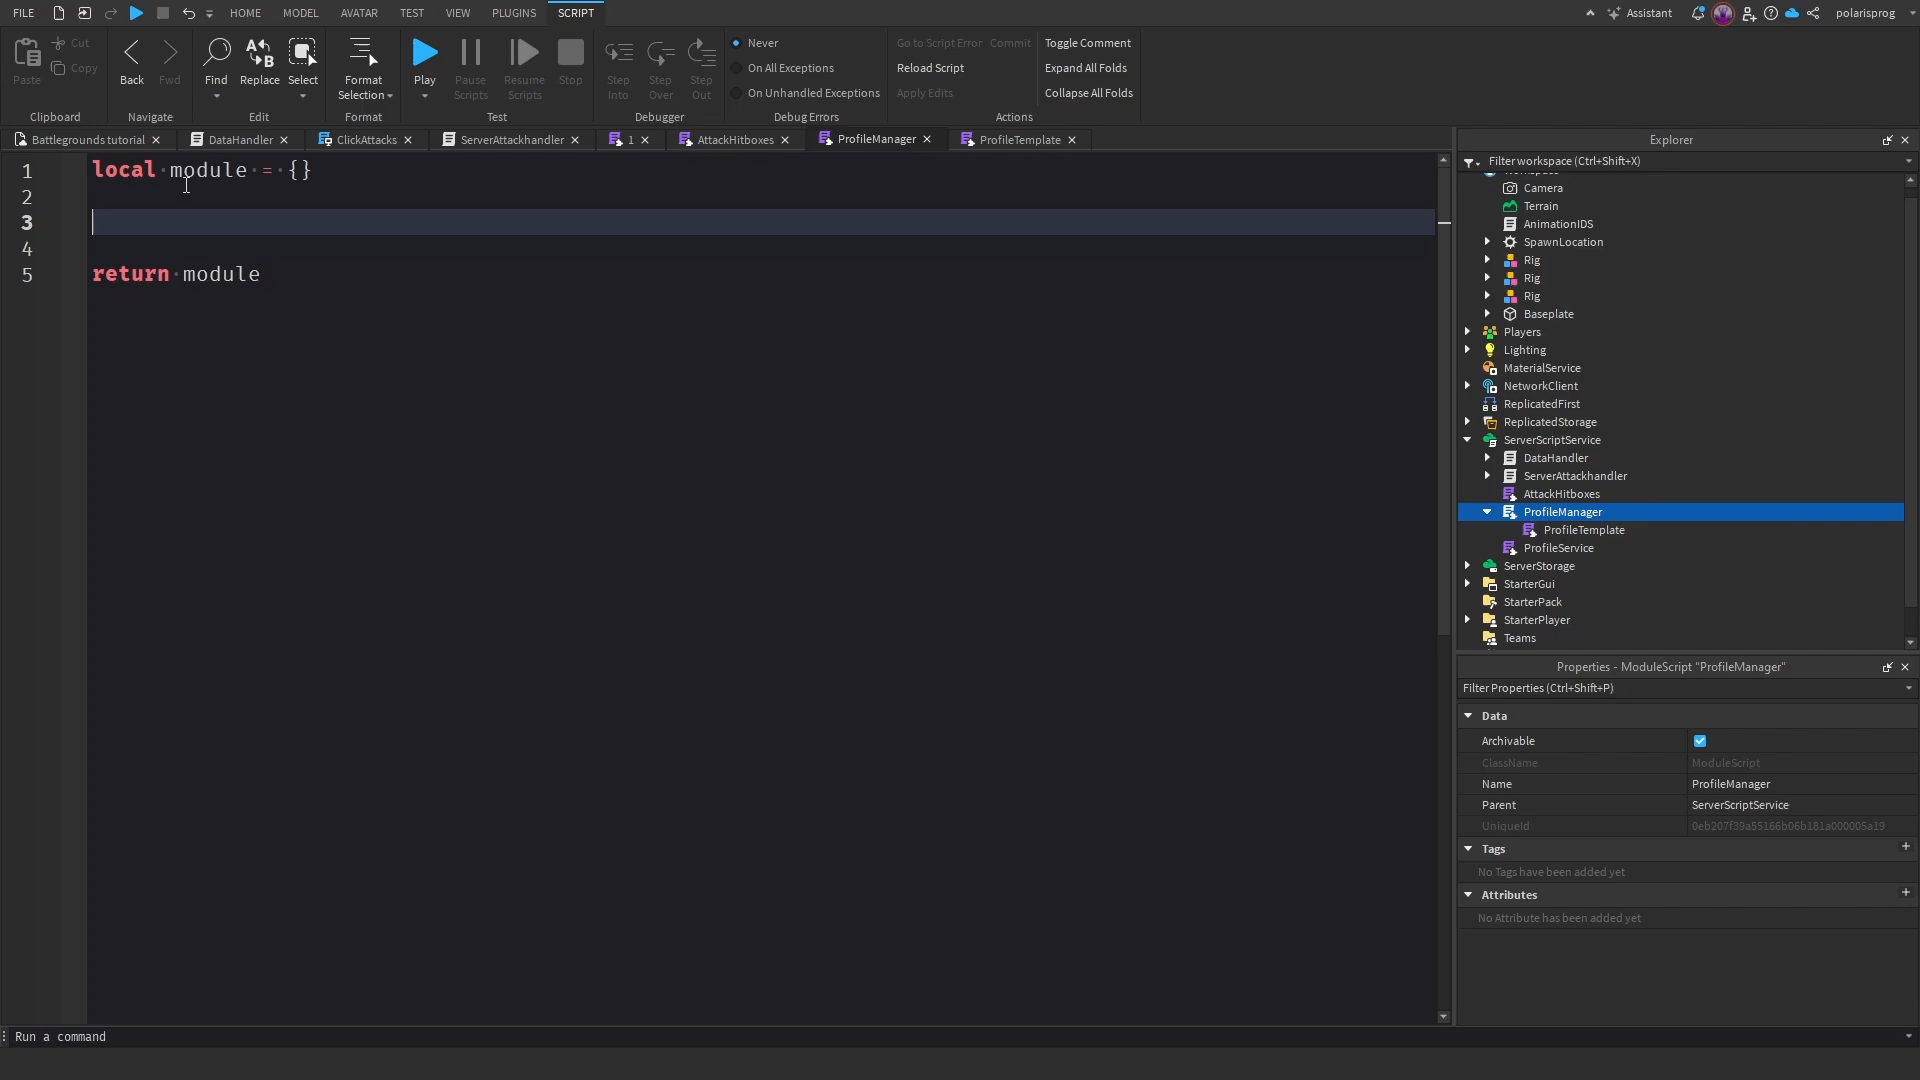 FILE HOME MODEL AVATAR TEST VIEW PLUGINS SCRIPT Assistant polarisprog
Paste Cut Copy
Back Fwd
Find Replace Select
Format Selection
Play Pause Scripts Resume Scripts Stop
Step Into Step Over Step Out
Never
On All Exceptions
On Unhandled Exceptions
Go to Script Error Commit Toggle Comment
Reload Script Expand All Folds
Apply Edits Collapse All Folds
Clipboard Navigate Edit Format Test Debugger Debug Errors Actions
Battlegrounds tutorial DataHandler ClickAttacks ServerAttackhandler 1 AttackHitboxes ProfileManager ProfileTemplate
1 local module = {}
2
3
4
5 return module
Explorer
Filter workspace (Ctrl+Shift+X)
Workspace
Camera
Terrain
AnimationIDS
SpawnLocation
Rig
Rig
Rig
Baseplate
Players
Lighting
MaterialService
NetworkClient
ReplicatedFirst
ReplicatedStorage
ServerScriptService
DataHandler
ServerAttackhandler
AttackHitboxes
ProfileManager
ProfileTemplate
ProfileService
ServerStorage
StarterGui
StarterPack
StarterPlayer
Teams
Properties - ModuleScript "ProfileManager"
Filter Properties (Ctrl+Shift+P)
Data
Archivable
ClassName ModuleScript
Name ProfileManager
Parent ServerScriptService
UniqueId 0eb207f39a55166b06b181a000005a19
Tags
No Tags have been added yet
Attributes
No Attribute has been added yet
Run a command